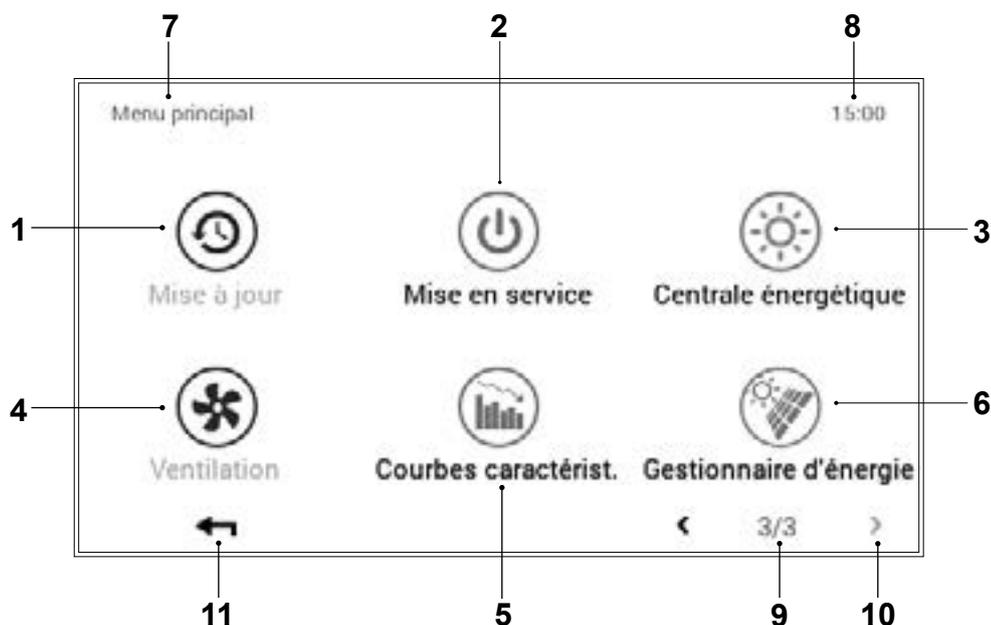 7 2 8
Menu principal 15:00
1 3
Mise à jour Mise en service Centrale énergétique
4 6
Ventilation Courbes caractérist. Gestionnaire d'énergie
‹ 3/3 ›
11 5 9 10